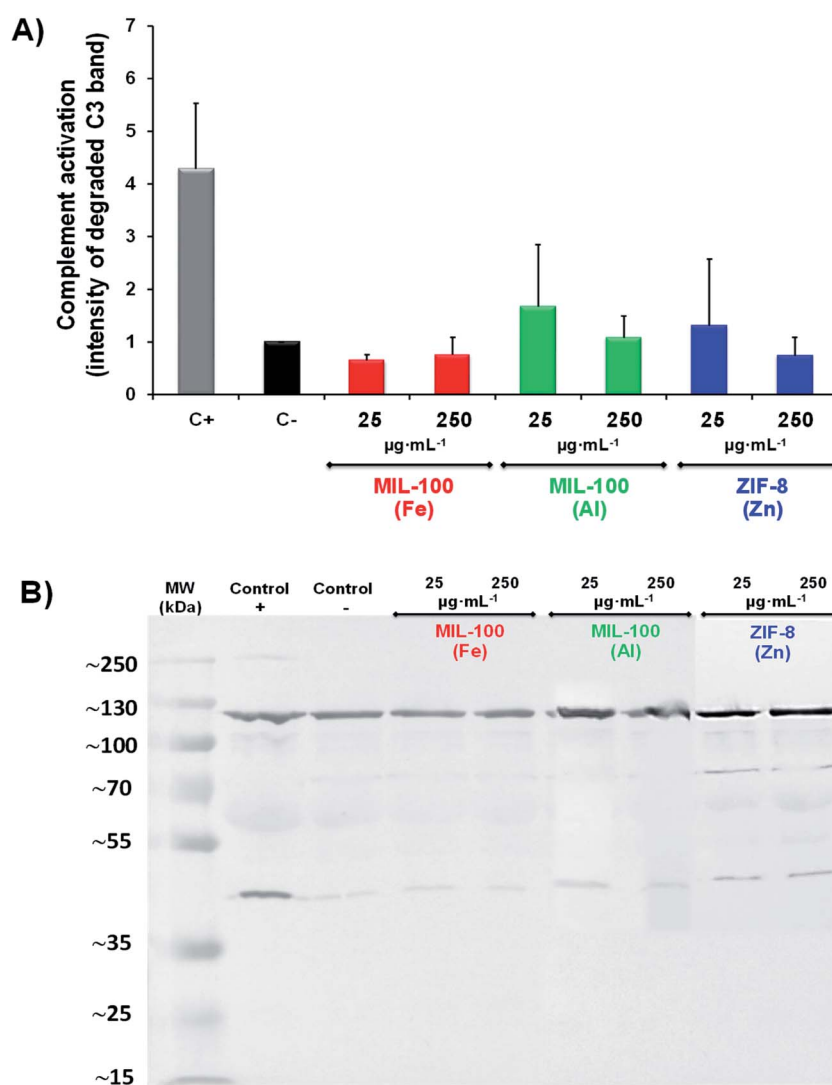 A)
Complement activation
(intensity of degraded C3 band)
7
6
5
4
3
2
1
0
C+ C- 25 250 25 250 25 250
µg·mL⁻¹ µg·mL⁻¹ µg·mL⁻¹
MIL-100 MIL-100 ZIF-8
(Fe) (Al) (Zn)
B)
MW Control Control 25 250 25 250 25 250
(kDa) + - µg·mL⁻¹ µg·mL⁻¹ µg·mL⁻¹
MIL-100 MIL-100 ZIF-8
(Fe) (Al) (Zn)
~250
~130
~100
~70
~55
~35
~25
~15